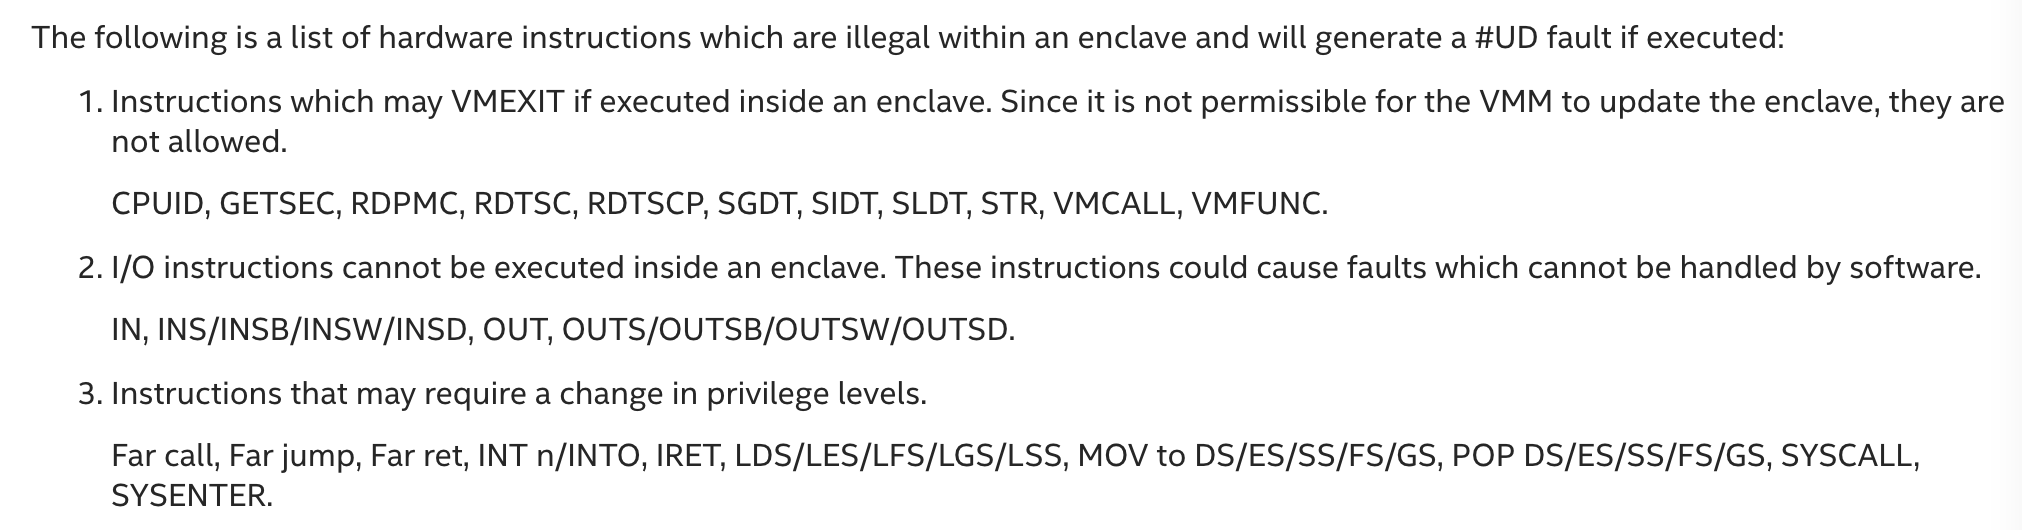 The following is a list of hardware instructions which are illegal within an enclave and will generate a #UD fault if executed:
1. Instructions which may VMEXIT if executed inside an enclave. Since it is not permissible for the VMM to update the enclave, they are
not allowed.
CPUID, GETSEC, RDPMC, RDTSC, RDTSCP, SGDT, SIDT, SLDT, STR, VMCALL, VMFUNC.
2. I/O instructions cannot be executed inside an enclave. These instructions could cause faults which cannot be handled by software.
IN, INS/INSB/INSW/INSD, OUT, OUTS/OUTSB/OUTSW/OUTSD.
3. Instructions that may require a change in privilege levels.
Far call, Far jump, Far ret, INT n/INTO, IRET, LDS/LES/LFS/LGS/LSS, MOV to DS/ES/SS/FS/GS, POP DS/ES/SS/FS/GS, SYSCALL,
SYSENTER.